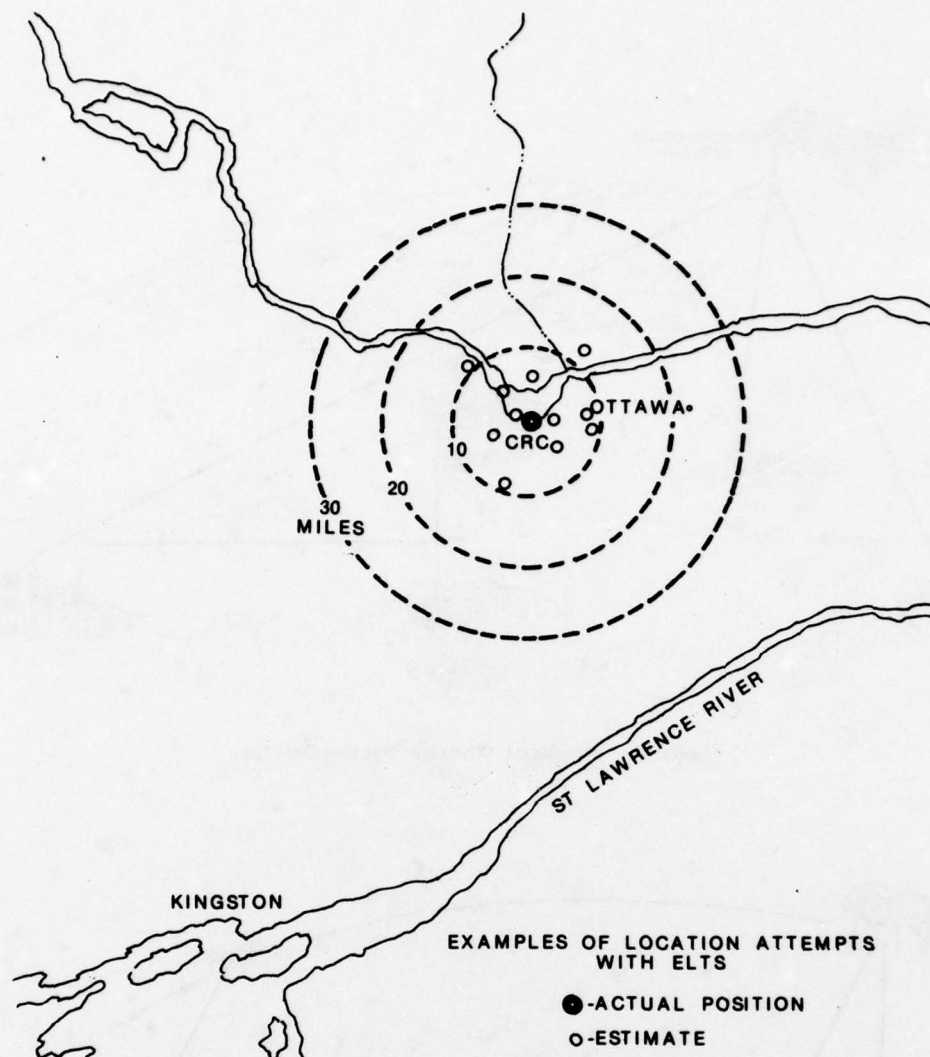 OTTAWA
CRC
10
20
30
MILES
ST LAWRENCE RIVER
KINGSTON
EXAMPLES OF LOCATION ATTEMPTS
WITH ELTS
-ACTUAL POSITION
-ESTIMATE